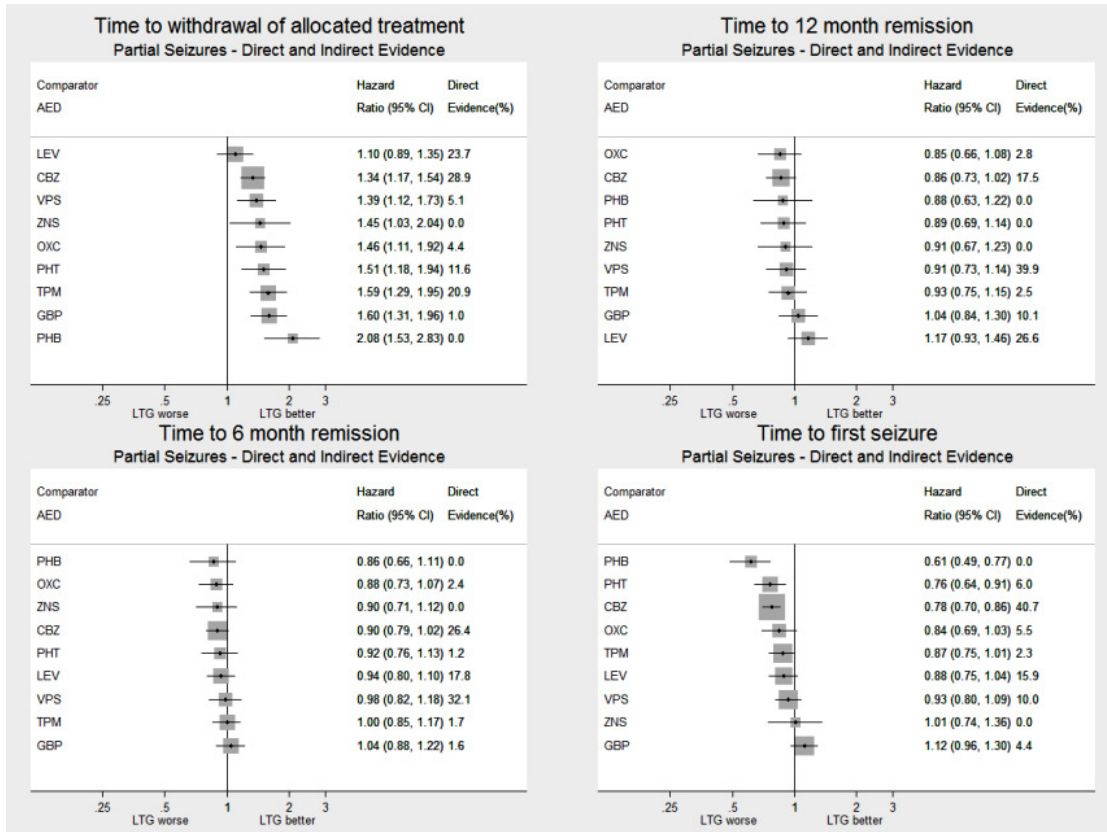 Time to withdrawal of allocated treatment
Partial Seizures - Direct and Indirect Evidence
Comparator Hazard Direct
AED Ratio (95% CI) Evidence(%)
LEV 1.10 (0.89, 1.35) 23.7
CBZ 1.34 (1.17, 1.54) 28.9
VPS 1.39 (1.12, 1.73) 5.1
ZNS 1.45 (1.03, 2.04) 0.0
OXC 1.46 (1.11, 1.92) 4.4
PHT 1.51 (1.18, 1.94) 11.6
TPM 1.59 (1.29, 1.95) 20.9
GBP 1.60 (1.31, 1.96) 1.0
PHB 2.08 (1.53, 2.83) 0.0
.25 .5 1 2 3
LTG worse LTG better
Time to 12 month remission
Partial Seizures - Direct and Indirect Evidence
Comparator Hazard Direct
AED Ratio (95% CI) Evidence(%)
OXC 0.85 (0.66, 1.08) 2.8
CBZ 0.86 (0.73, 1.02) 17.5
PHB 0.88 (0.63, 1.22) 0.0
PHT 0.89 (0.69, 1.14) 0.0
ZNS 0.91 (0.67, 1.23) 0.0
VPS 0.91 (0.73, 1.14) 39.9
TPM 0.93 (0.75, 1.15) 2.5
GBP 1.04 (0.84, 1.30) 10.1
LEV 1.17 (0.93, 1.46) 26.6
.25 .5 1 2 3
LTG worse LTG better
Time to 6 month remission
Partial Seizures - Direct and Indirect Evidence
Comparator Hazard Direct
AED Ratio (95% CI) Evidence(%)
PHB 0.86 (0.66, 1.11) 0.0
OXC 0.88 (0.73, 1.07) 2.4
ZNS 0.90 (0.71, 1.12) 0.0
CBZ 0.90 (0.79, 1.02) 26.4
PHT 0.92 (0.76, 1.13) 1.2
LEV 0.94 (0.80, 1.10) 17.8
VPS 0.98 (0.82, 1.18) 32.1
TPM 1.00 (0.85, 1.17) 1.7
GBP 1.04 (0.88, 1.22) 1.6
.25 .5 1 2 3
LTG worse LTG better
Time to first seizure
Partial Seizures - Direct and Indirect Evidence
Comparator Hazard Direct
AED Ratio (95% CI) Evidence(%)
PHB 0.61 (0.49, 0.77) 0.0
PHT 0.76 (0.64, 0.91) 6.0
CBZ 0.78 (0.70, 0.86) 40.7
OXC 0.84 (0.69, 1.03) 5.5
TPM 0.87 (0.75, 1.01) 2.3
LEV 0.88 (0.75, 1.04) 15.9
VPS 0.93 (0.80, 1.09) 10.0
ZNS 1.01 (0.74, 1.36) 0.0
GBP 1.12 (0.96, 1.30) 4.4
.25 .5 1 2 3
LTG worse LTG better